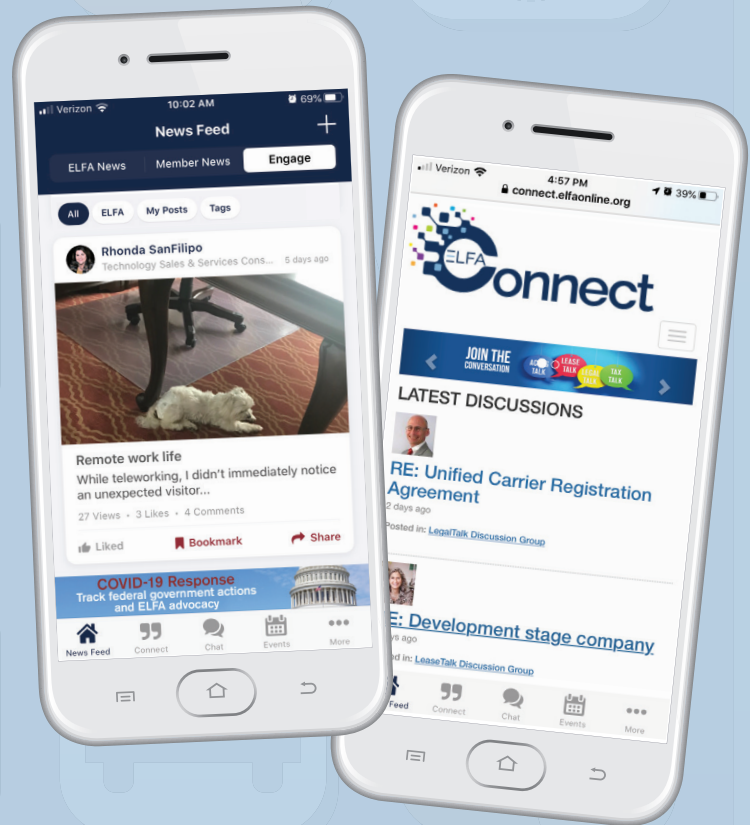 Verizon 10:02 AM 69%
News Feed +
ELFA News Member News Engage
All ELFA My Posts Tags
Rhonda SanFilipo
Technology Sales & Services Cons... 5 days ago
Remote work life
While teleworking, I didn't immediately notice
an unexpected visitor...
27 Views • 3 Likes • 4 Comments
Liked Bookmark Share
COVID-19 Response
Track federal government actions
and ELFA advocacy
News Feed Connect Chat Events More
Verizon 4:57 PM 39%
connect.elfaonline.org
ELFA
Connect
JOIN THE
CONVERSATION
TALK
LEASE
TALK
TAX
TALK
LATEST DISCUSSIONS
RE: Unified Carrier Registration
Agreement
2 days ago
Posted in: LegalTalk Discussion Group
E: Development stage company
ys ago
ed in: LeaseTalk Discussion Group
Feed Connect Chat Events More